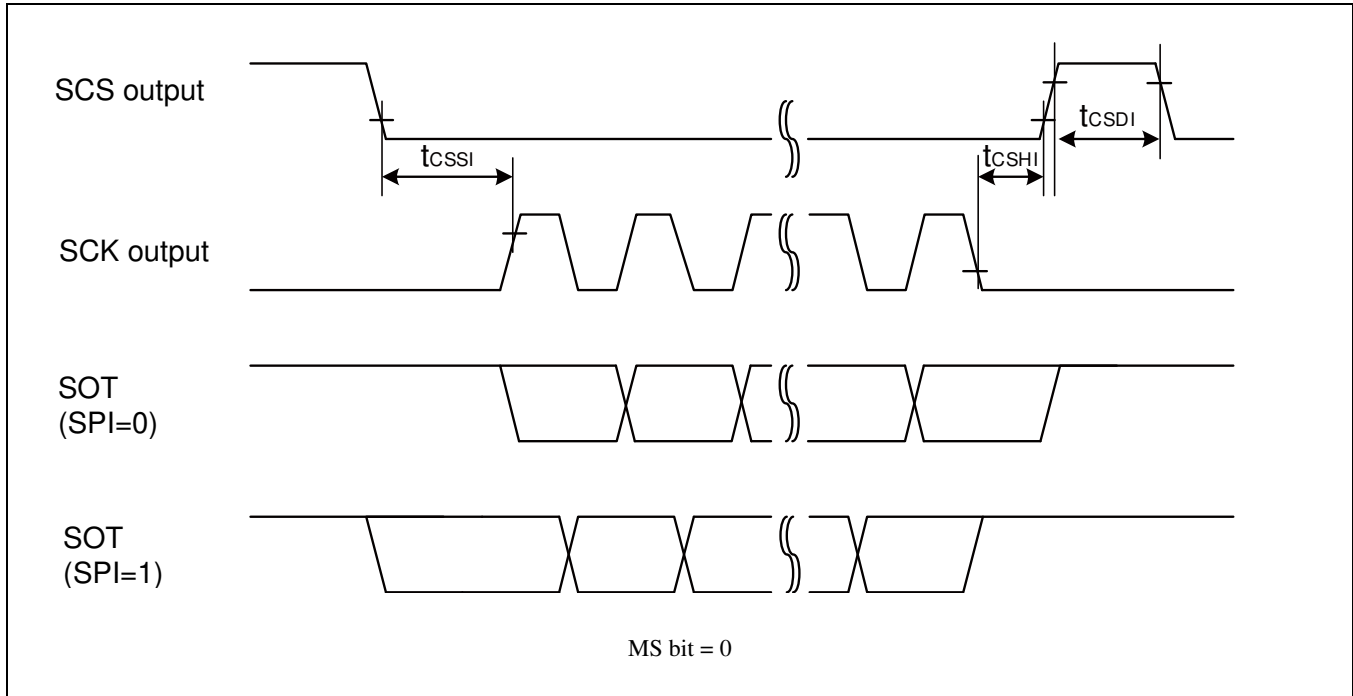 SCS output
tCSDI
tCSSI
tCSHI
SCK output
SOT
(SPI=0)
SOT
(SPI=1)
MS bit = 0